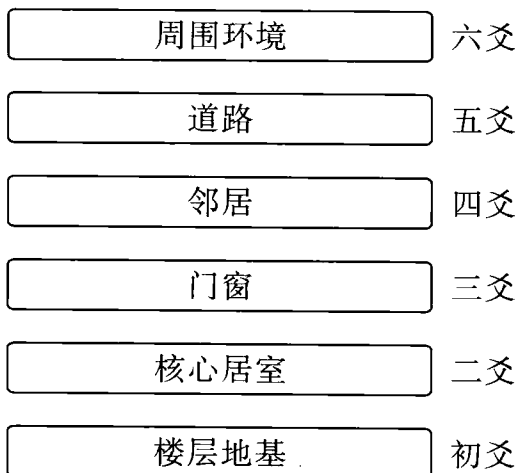 周围环境 六爻
道路 五爻
邻居 四爻
门窗 三爻
核心居室 二爻
楼层地基 初爻